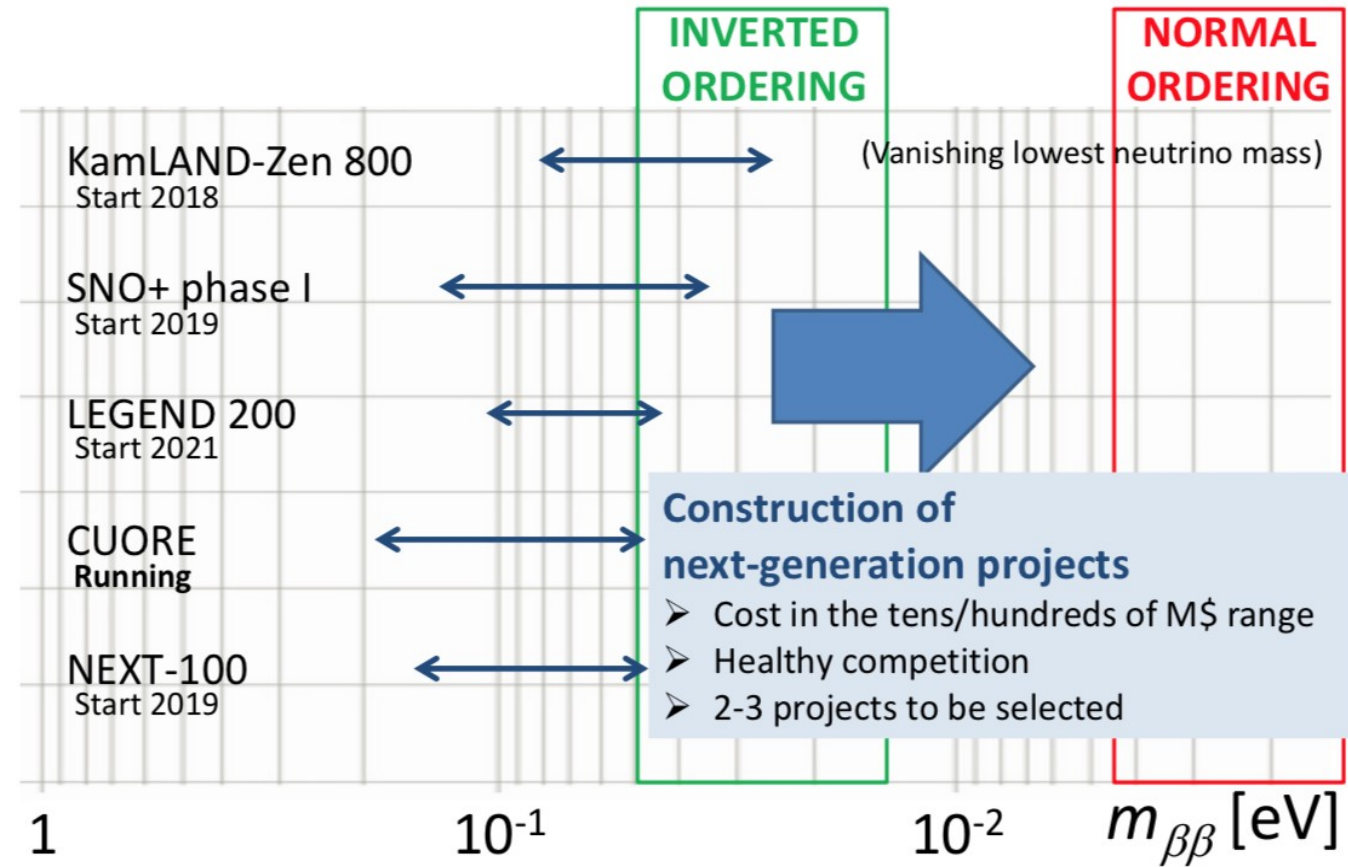 INVERTED
ORDERING
NORMAL
ORDERING
KamLAND-Zen 800
Start 2018
(Vanishing lowest neutrino mass)
SNO+ phase I
Start 2019
LEGEND 200
Start 2021
CUORE
Running
NEXT-100
Start 2019
Construction of
next-generation projects
➢ Cost in the tens/hundreds of M$ range
➢ Healthy competition
➢ 2-3 projects to be selected
1
10⁻¹
10⁻²
mββ [eV]